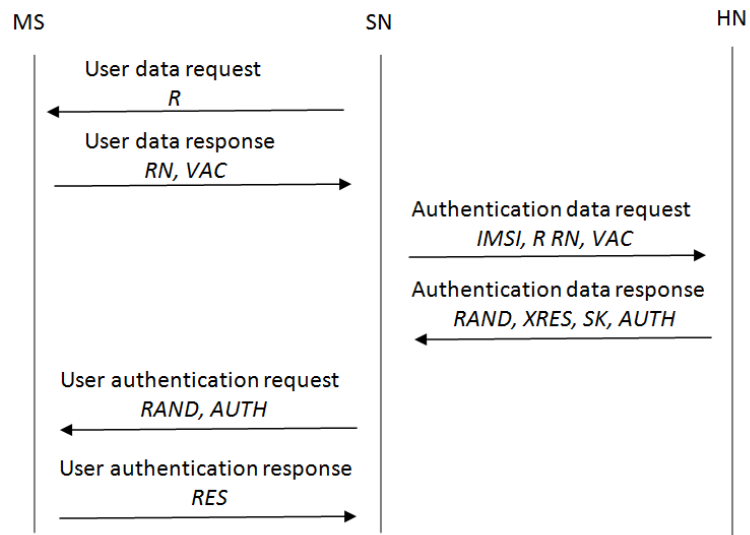 MS SN HN
User data request
R
User data response
RN, VAC
Authentication data request
IMSI, R RN, VAC
Authentication data response
RAND, XRES, SK, AUTH
User authentication request
RAND, AUTH
User authentication response
RES